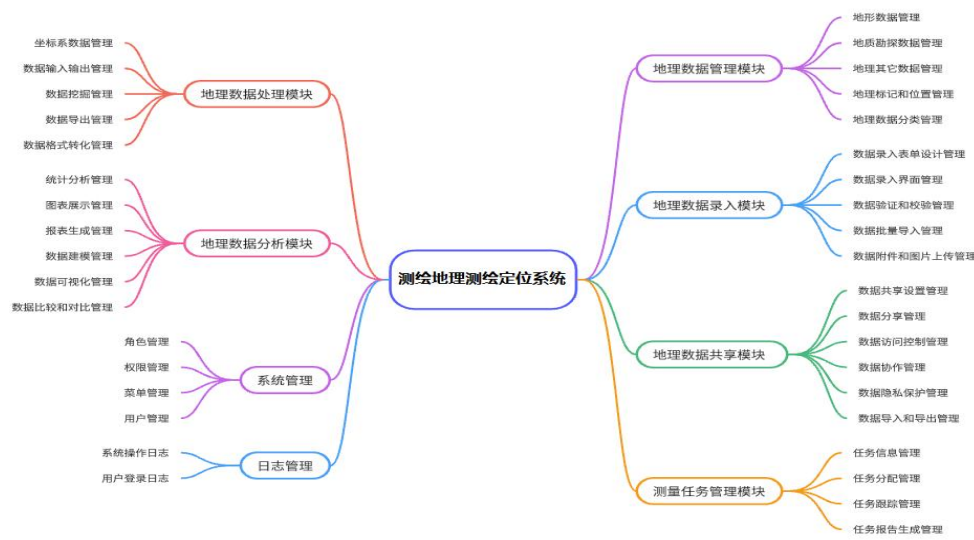 测绘地理测绘定位系统
地理数据处理模块
坐标系数据管理
数据输入输出管理
数据挖掘管理
数据导出管理
数据格式转化管理
地理数据分析模块
统计分析管理
图表展示管理
报表生成管理
数据建模管理
数据可视化管理
数据比较和对比管理
系统管理
角色管理
权限管理
菜单管理
用户管理
日志管理
系统操作日志
用户登录日志
地理数据管理模块
地形数据管理
地质勘探数据管理
地理其它数据管理
地理标记和位置管理
地理数据分类管理
地理数据录入模块
数据录入表单设计管理
数据录入界面管理
数据验证和校验管理
数据批量导入管理
数据附件和图片上传管理
地理数据共享模块
数据共享设置管理
数据分享管理
数据访问控制管理
数据协作管理
数据隐私保护管理
数据导入和导出管理
测量任务管理模块
任务信息管理
任务分配管理
任务跟踪管理
任务报告生成管理